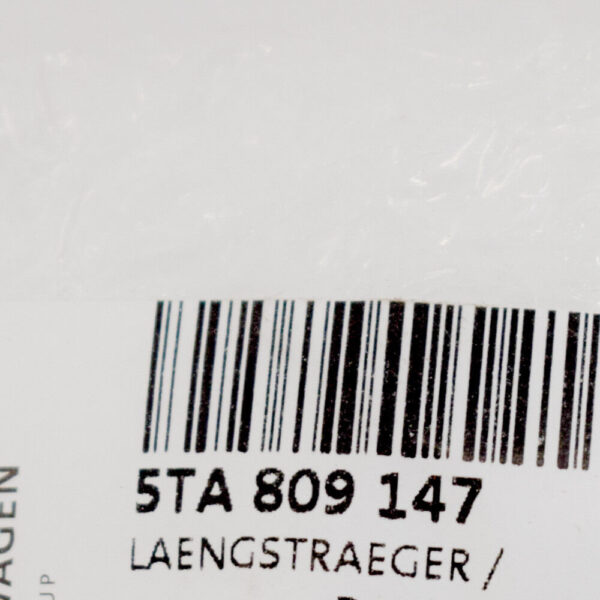 5TA 809 147
LAENGSTRAEGER /